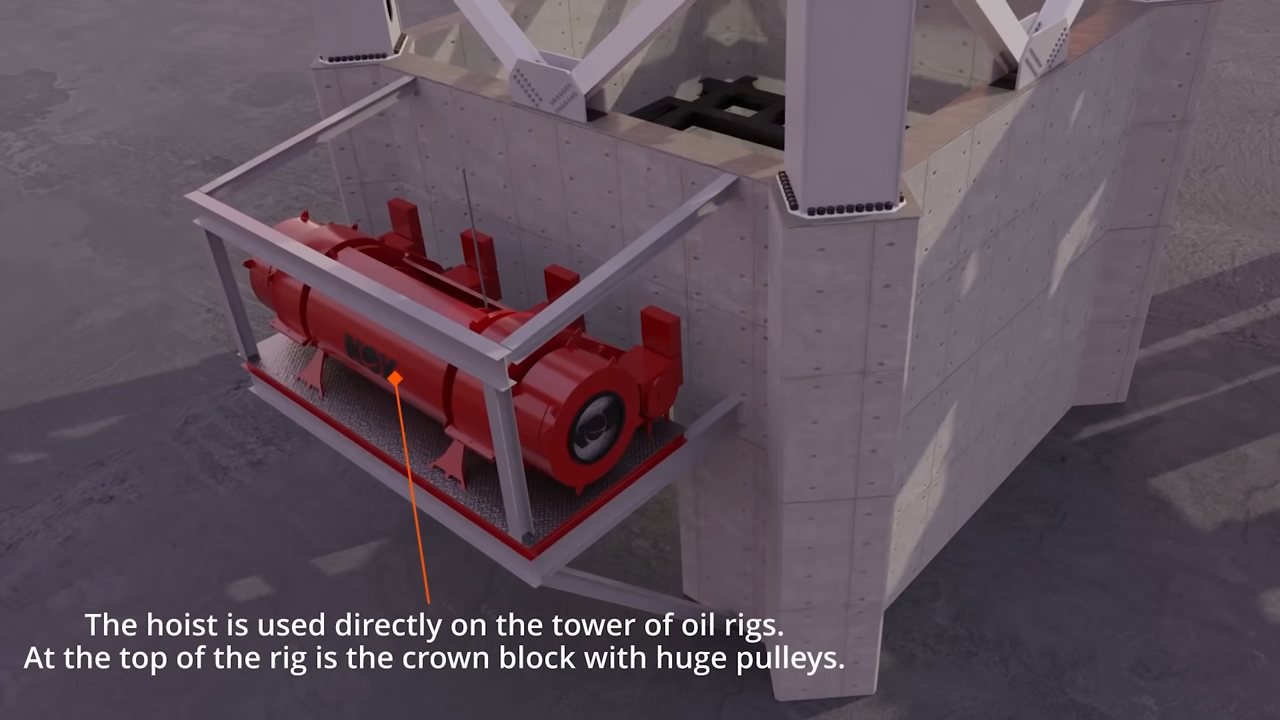 The hoist is used directly on the tower of oil rigs.
At the top of the rig is the crown block with huge pulleys.